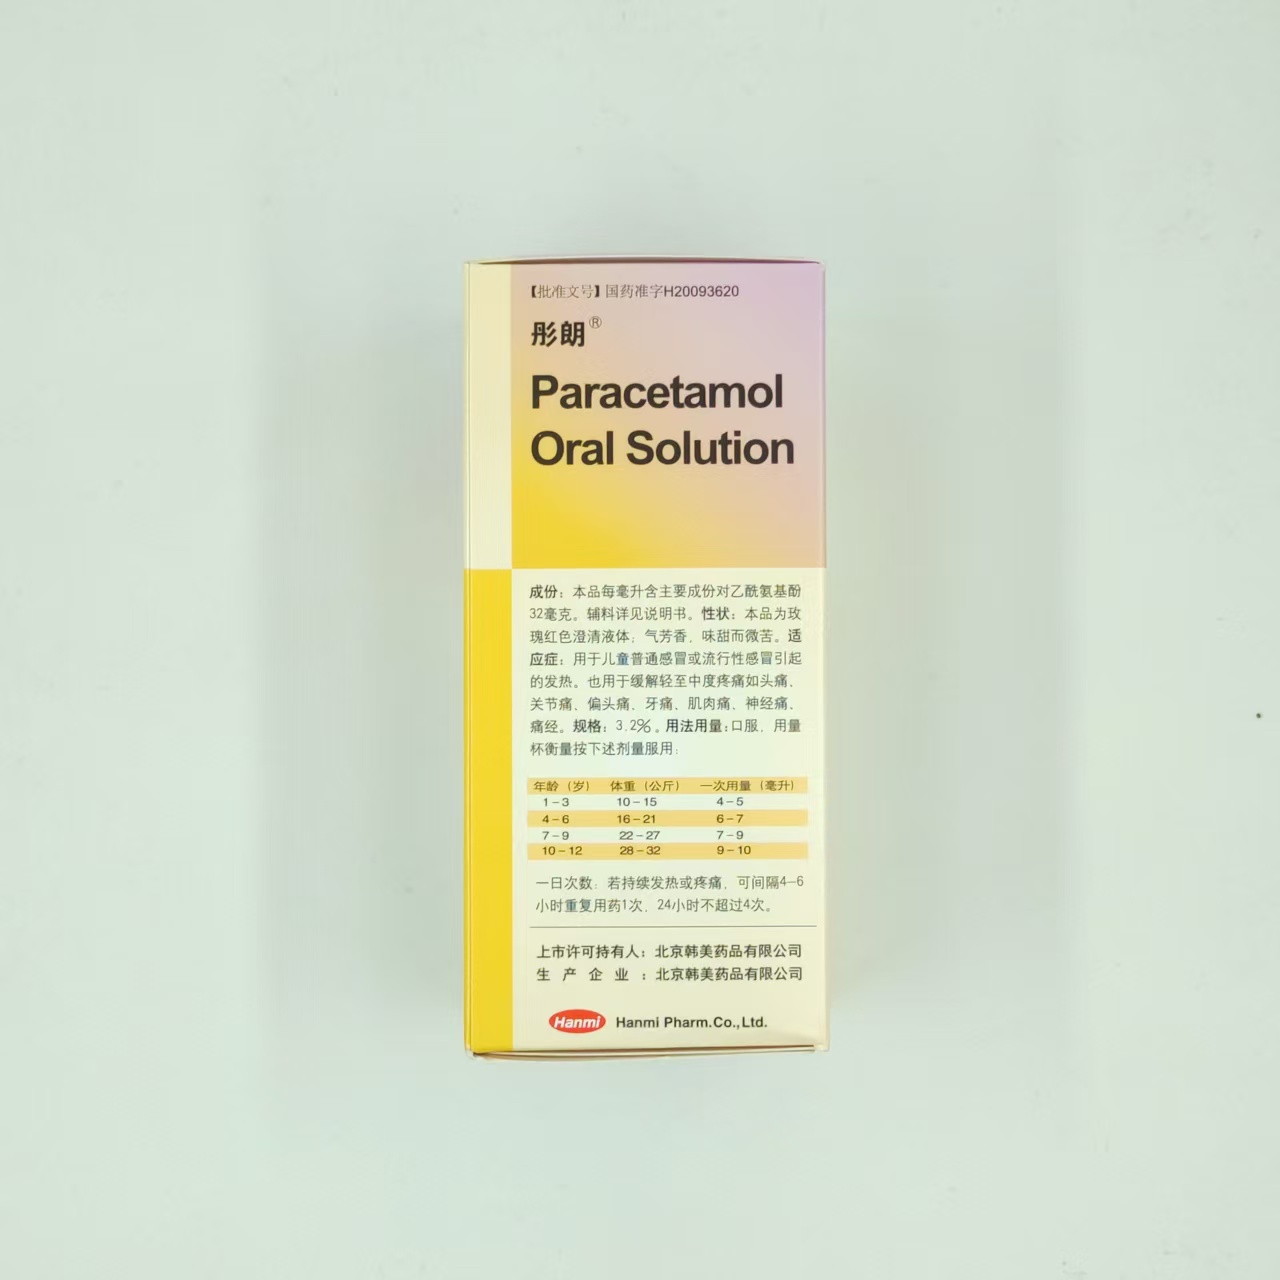 【批准文号】国药准字H20093620
彤朗®
Paracetamol
Oral Solution
成份：本品每毫升含主要成份对乙酰氨基酚
32毫克。辅料详见说明书。性状：本品为玫
瑰红色澄清液体；气芳香，味甜而微苦。适
应症：用于儿童普通感冒或流行性感冒引起
的发热。也用于缓解轻至中度疼痛如头痛、
关节痛、偏头痛、牙痛、肌肉痛、神经痛、
痛经。规格：3.2%。用法用量：口服，用量
杯衡量按下述剂量服用：
年龄（岁） 体重（公斤） 一次用量（毫升）
1－3 10－15 4－5
4－6 16－21 6－7
7－9 22－27 7－9
10－12 28－32 9－10
一日次数：若持续发热或疼痛，可间隔4-6
小时重复用药1次，24小时不超过4次。
上市许可持有人：北京韩美药品有限公司
生产企业：北京韩美药品有限公司
Hanmi Hanmi Pharm.Co.,Ltd.